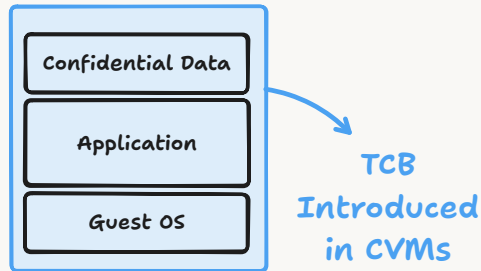 Confidential Data
Application
Guest OS
TCB
Introduced
in CVMs